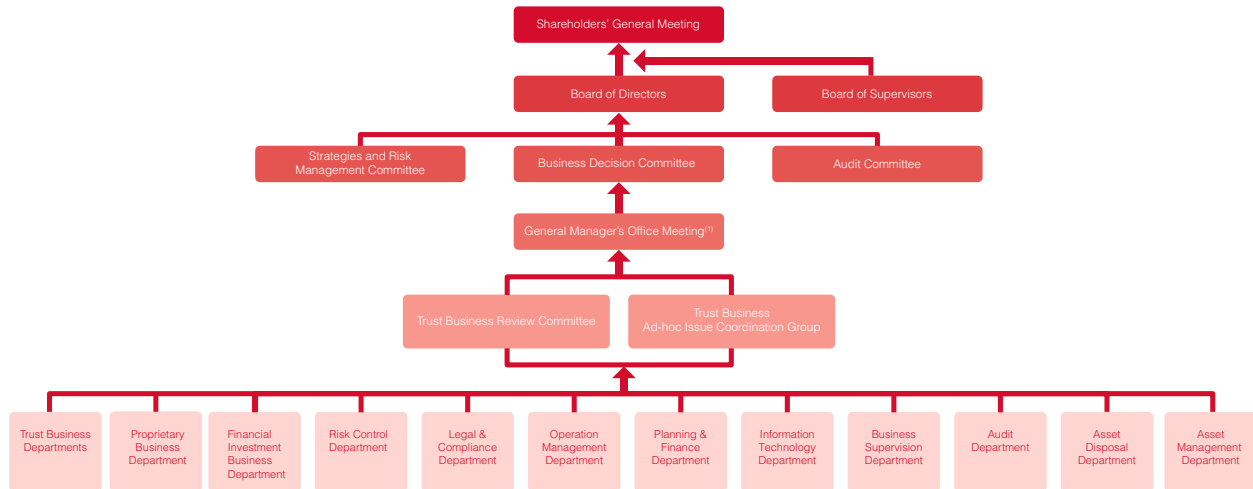 Shareholders' General Meeting
Board of Directors
Board of Supervisors
Strategies and Risk
Management Committee
Business Decision Committee
Audit Committee
General Manager's Office Meeting(1)
Trust Business Review Committee
Trust Business
Ad-hoc Issue Coordination Group
Trust Business
Departments
Proprietary
Business
Department
Financial
Investment
Business
Department
Risk Control
Department
Legal &
Compliance
Department
Operation
Management
Department
Planning &
Finance
Department
Information
Technology
Department
Business
Supervision
Department
Audit
Department
Asset
Disposal
Department
Asset
Management
Department